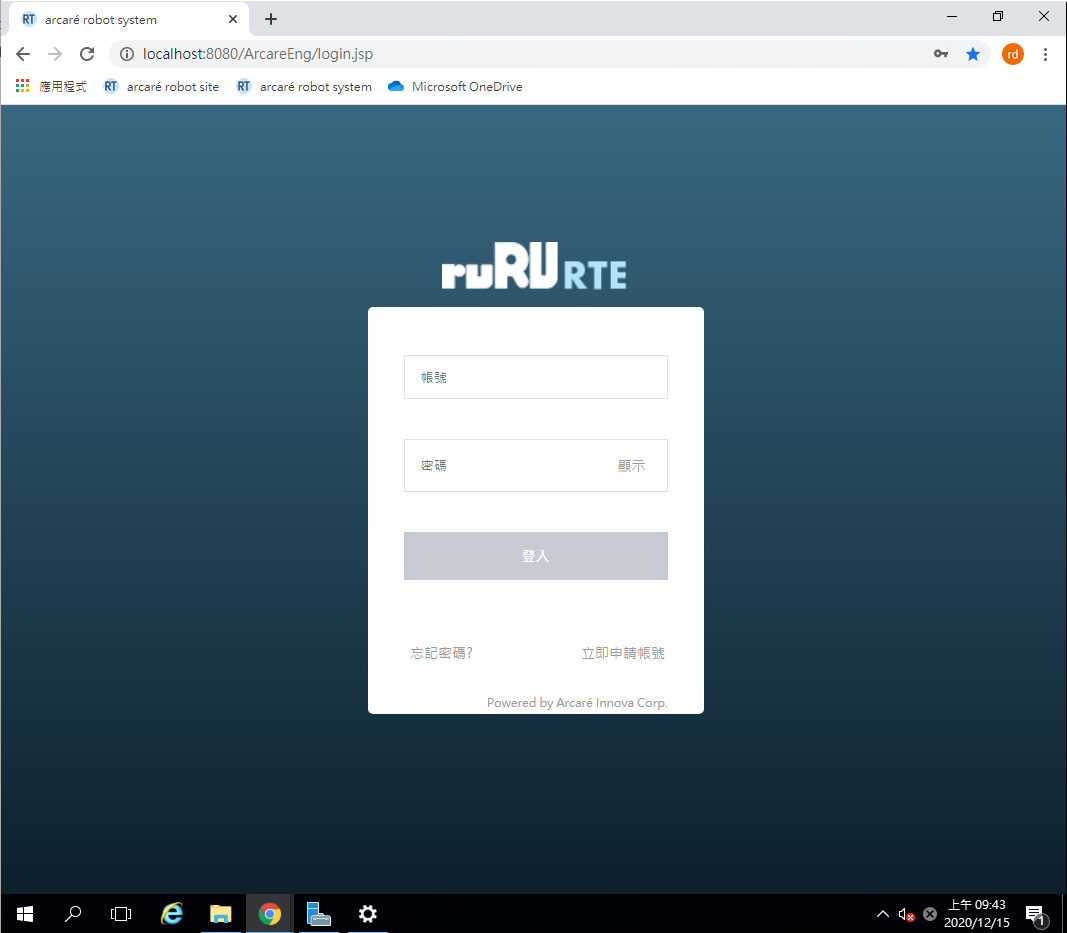 RT arcaré robot system
localhost:8080/ArcareEng/login.jsp
rd
應用程式 RT arcaré robot site RT arcaré robot system Microsoft OneDrive
ruRU RTE
帳號
密碼 顯示
登入
忘記密碼? 立即申請帳號
Powered by Arcaré Innova Corp.
上午 09:43
2020/12/15
1